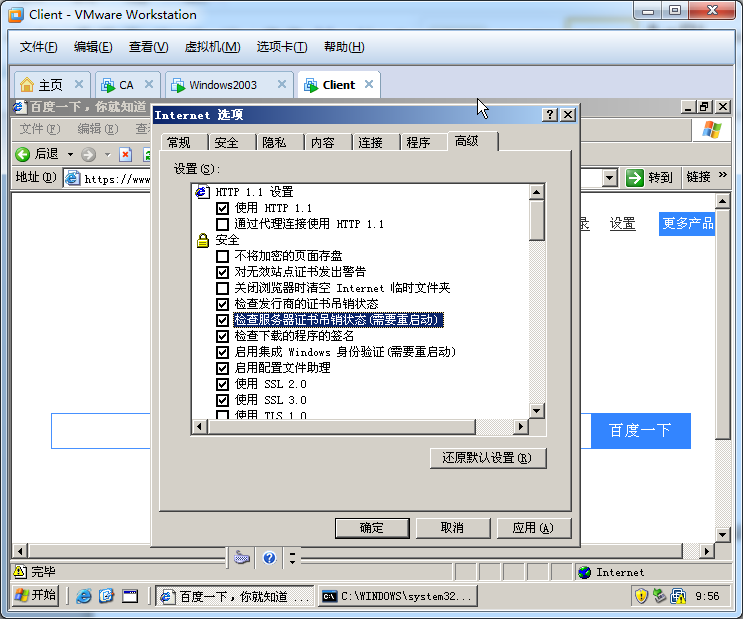 Client - VMware Workstation
文件(F) 编辑(E) 查看(V) 虚拟机(M) 选项卡(T) 帮助(H)
主页 CA Windows2003 Client
百度一下，你就知道
Internet 选项
文件(F) 编辑(E)
常规 安全 隐私 内容 连接 程序 高级
后退
设置(S):
地址(D) https://www 转到 链接 »
HTTP 1.1 设置
使用 HTTP 1.1
通过代理连接使用 HTTP 1.1
设置 更多产品
安全
不将加密的页面存盘
对无效站点证书发出警告
关闭浏览器时清空 Internet 临时文件夹
检查发行商的证书吊销状态
检查服务器证书吊销状态(需要重启动)
检查下载的程序的签名
启用集成 Windows 身份验证(需要重启动)
启用配置文件助理
使用 SSL 2.0
使用 SSL 3.0
使用 TLS 1.0
百度一下
还原默认设置(R)
确定 取消 应用(A)
完毕 Internet
开始 百度一下，你就知道 ... C:\WINDOWS\system32... 9:56